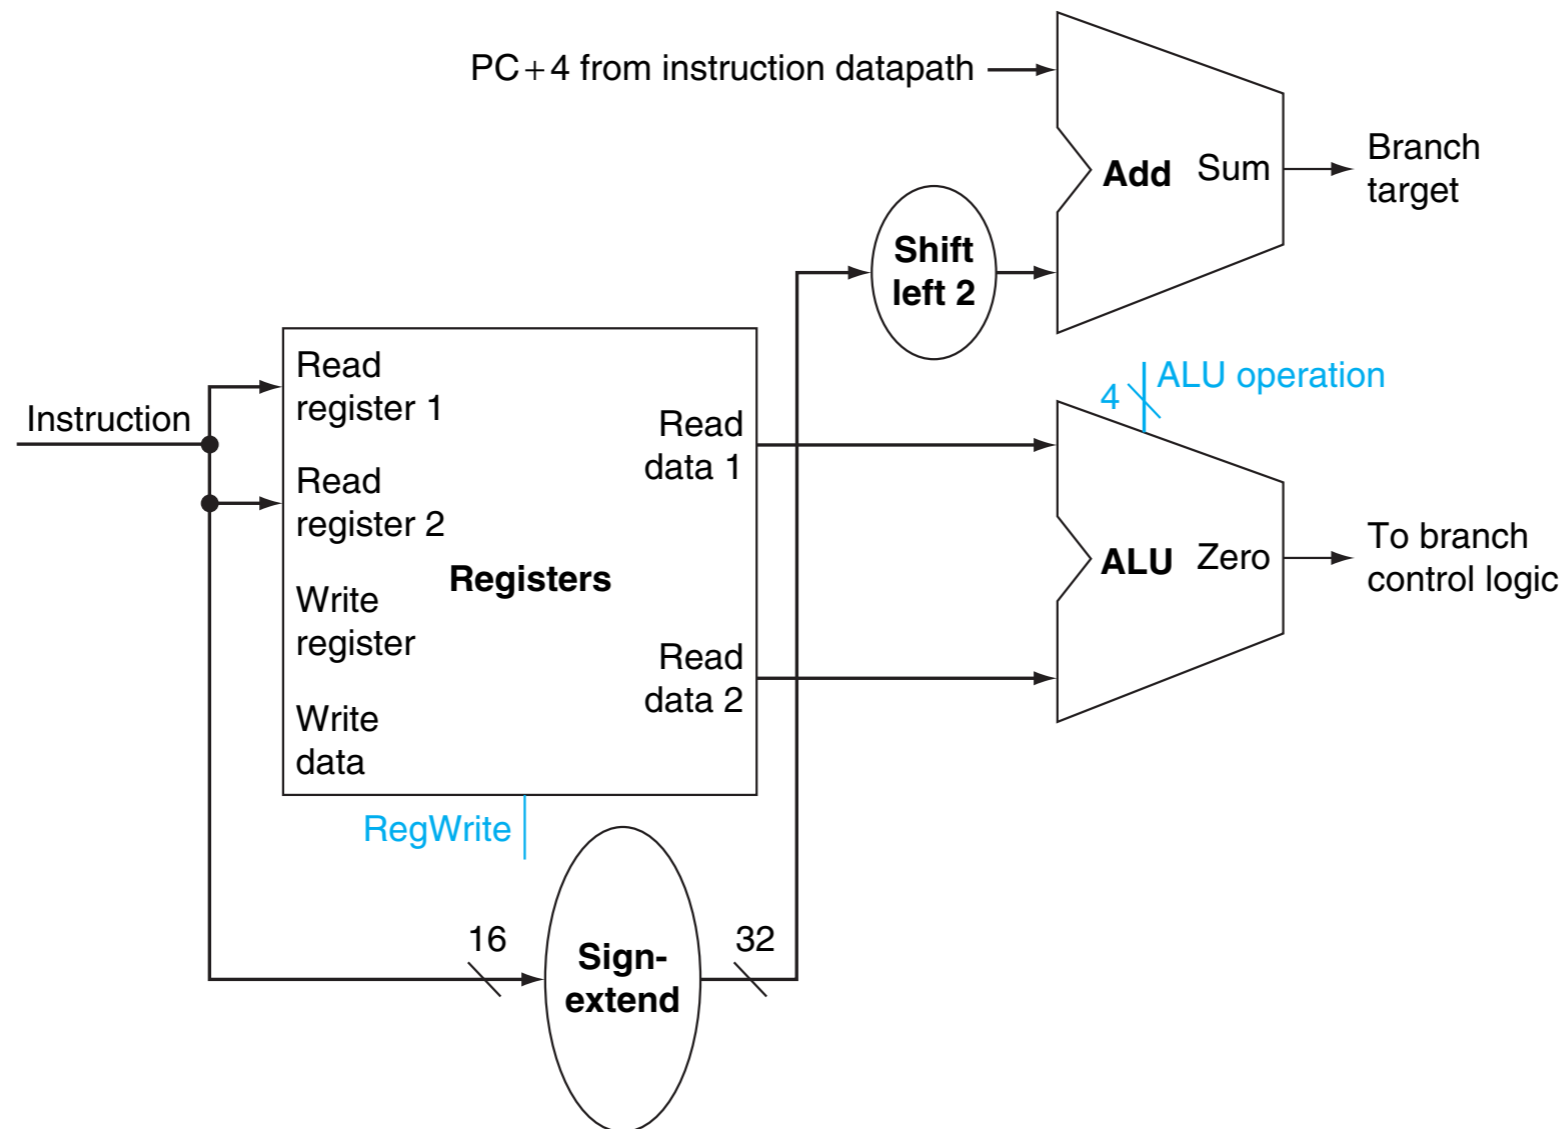 PC+4 from instruction datapath
Add Sum
Branch
target
Shift
left 2
ALU operation
4
Instruction
Read
register 1
Read
data 1
Read
register 2
Registers
ALU Zero
To branch
control logic
Write
register
Read
data 2
Write
data
RegWrite
16
Sign-
extend
32